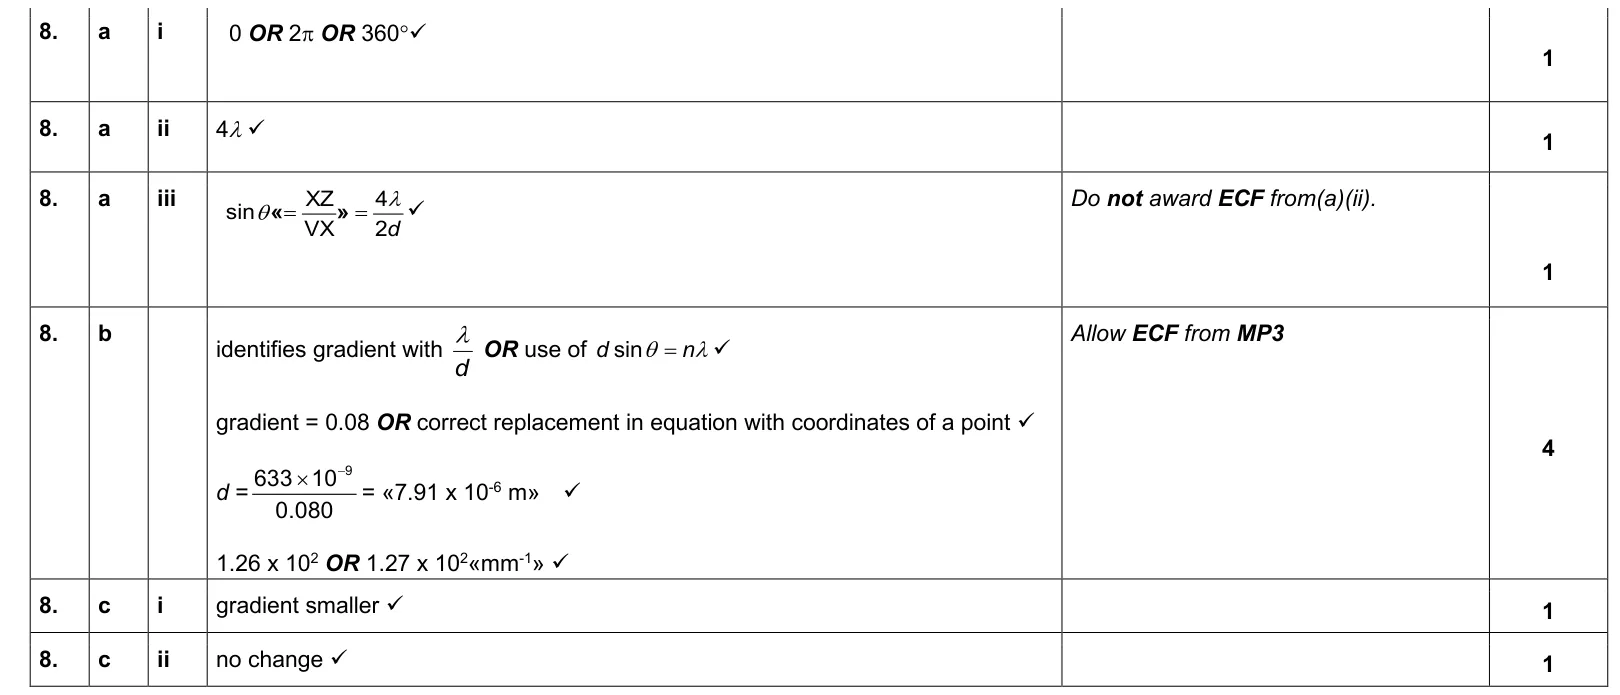 8. a i 0 OR 2π OR 360°✓ 1
8. a ii 4λ ✓ 1
8. a iii sin θ «= XZ/VX» = 4λ/2d ✓ Do not award ECF from(a)(ii). 1
8. b identifies gradient with λ/d OR use of d sin θ = nλ ✓ Allow ECF from MP3
gradient = 0.08 OR correct replacement in equation with coordinates of a point ✓ 4
d = 633 × 10⁻⁹/0.080 = «7.91 x 10⁻⁶ m» ✓
1.26 x 10² OR 1.27 x 10² «mm⁻¹» ✓
8. c i gradient smaller ✓ 1
8. c ii no change ✓ 1